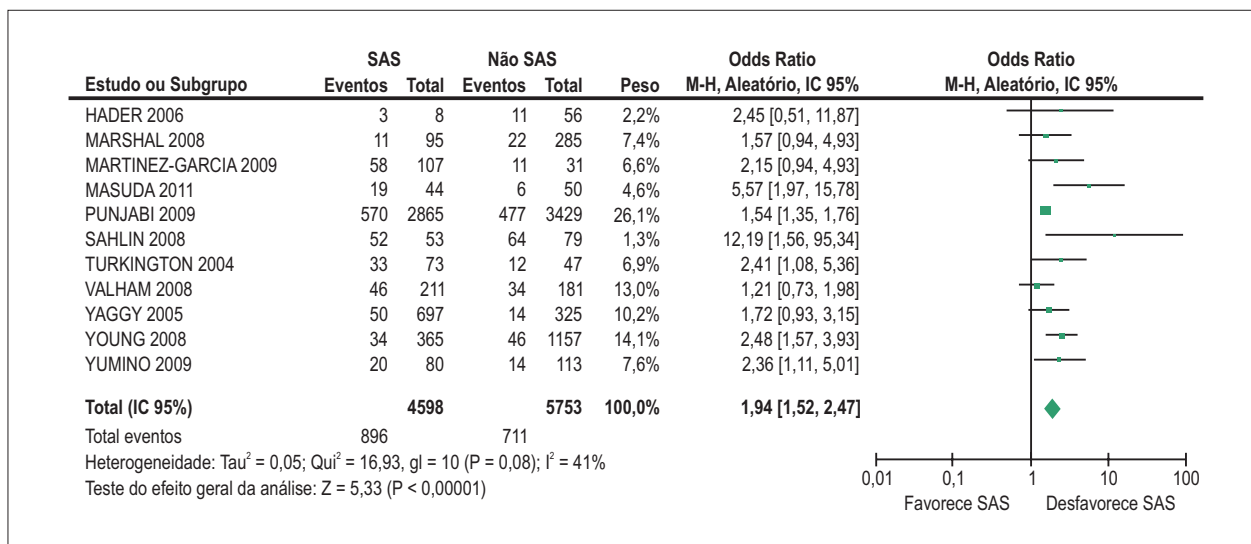 SAS Não SAS Odds Ratio Odds Ratio
Estudo ou Subgrupo Eventos Total Eventos Total Peso M-H, Aleatório, IC 95% M-H, Aleatório, IC 95%
HADER 2006 3 8 11 56 2,2% 2,45 [0,51, 11,87]
MARSHAL 2008 11 95 22 285 7,4% 1,57 [0,94, 4,93]
MARTINEZ-GARCIA 2009 58 107 11 31 6,6% 2,15 [0,94, 4,93]
MASUDA 2011 19 44 6 50 4,6% 5,57 [1,97, 15,78]
PUNJABI 2009 570 2865 477 3429 26,1% 1,54 [1,35, 1,76]
SAHLIN 2008 52 53 64 79 1,3% 12,19 [1,56, 95,34]
TURKINGTON 2004 33 73 12 47 6,9% 2,41 [1,08, 5,36]
VALHAM 2008 46 211 34 181 13,0% 1,21 [0,73, 1,98]
YAGGY 2005 50 697 14 325 10,2% 1,72 [0,93, 3,15]
YOUNG 2008 34 365 46 1157 14,1% 2,48 [1,57, 3,93]
YUMINO 2009 20 80 14 113 7,6% 2,36 [1,11, 5,01]
Total (IC 95%) 4598 5753 100,0% 1,94 [1,52, 2,47]
Total eventos 896 711
Heterogeneidade: Tau² = 0,05; Qui² = 16,93, gl = 10 (P = 0,08); I² = 41%
Teste do efeito geral da análise: Z = 5,33 (P < 0,00001)
0,01 0,1 1 10 100
Favorece SAS Desfavorece SAS